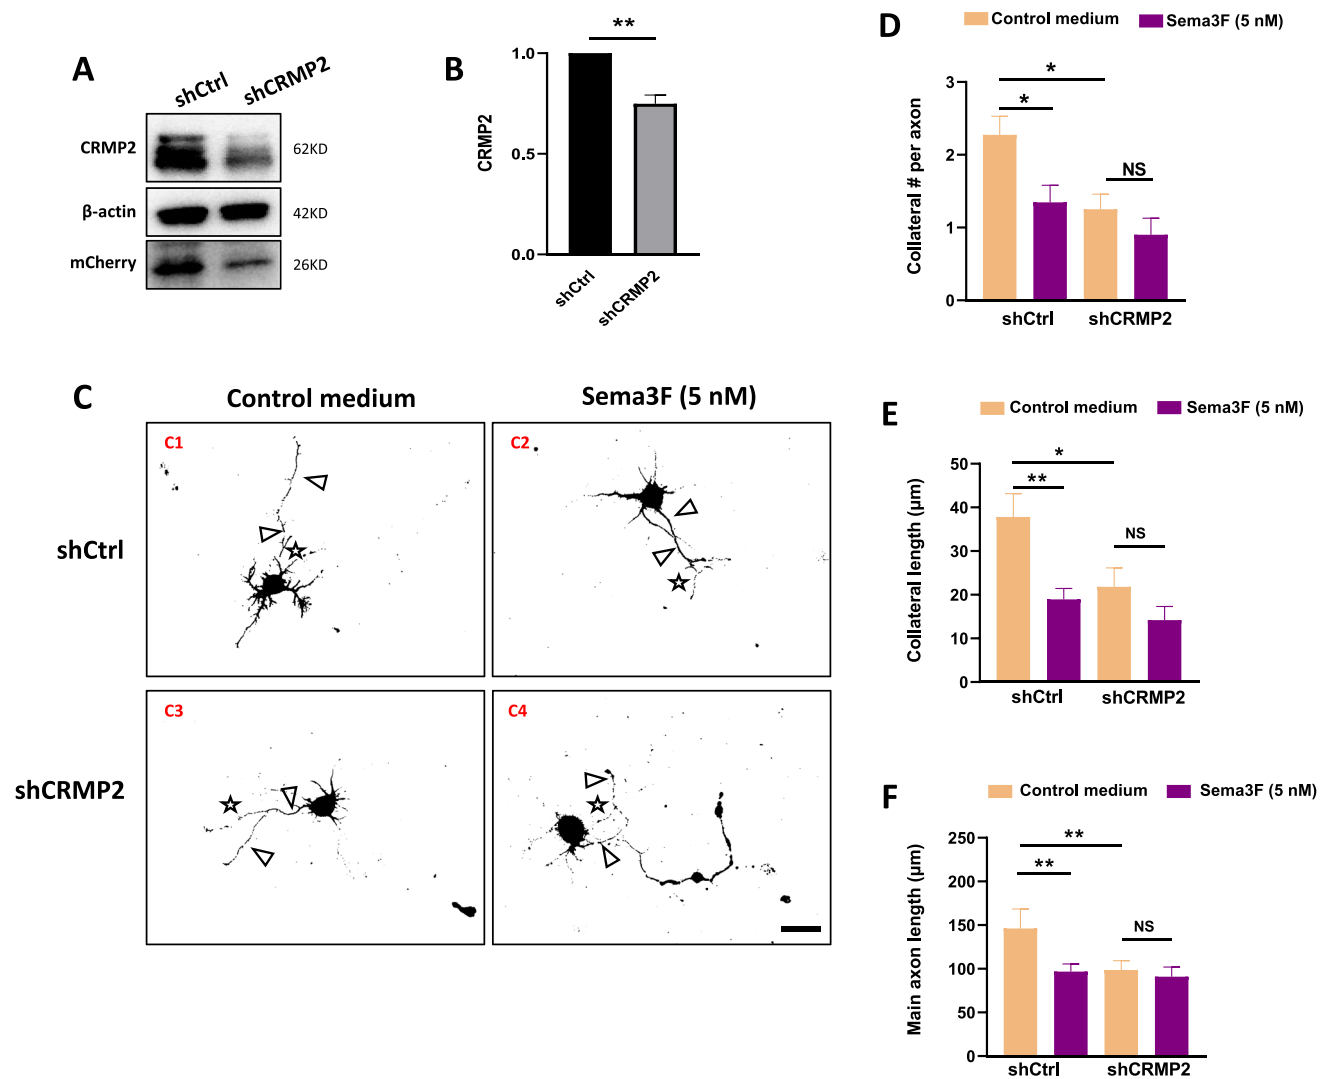 A
shCtrl
shCRMP2
CRMP2
62KD
β-actin
42KD
mCherry
26KD
B
**
1.0
0.5
0.0
CRMP2
shCtrl
shCRMP2
C
Control medium
Sema3F (5 nM)
shCtrl
shCRMP2
C1
C2
C3
C4
D
Control medium
Sema3F (5 nM)
*
*
NS
3
2
1
0
Collateral # per axon
shCtrl
shCRMP2
E
Control medium
Sema3F (5 nM)
*
**
NS
50
40
30
20
10
0
Collateral length (μm)
shCtrl
shCRMP2
F
Control medium
Sema3F (5 nM)
**
**
NS
250
200
150
100
50
0
Main axon length (μm)
shCtrl
shCRMP2